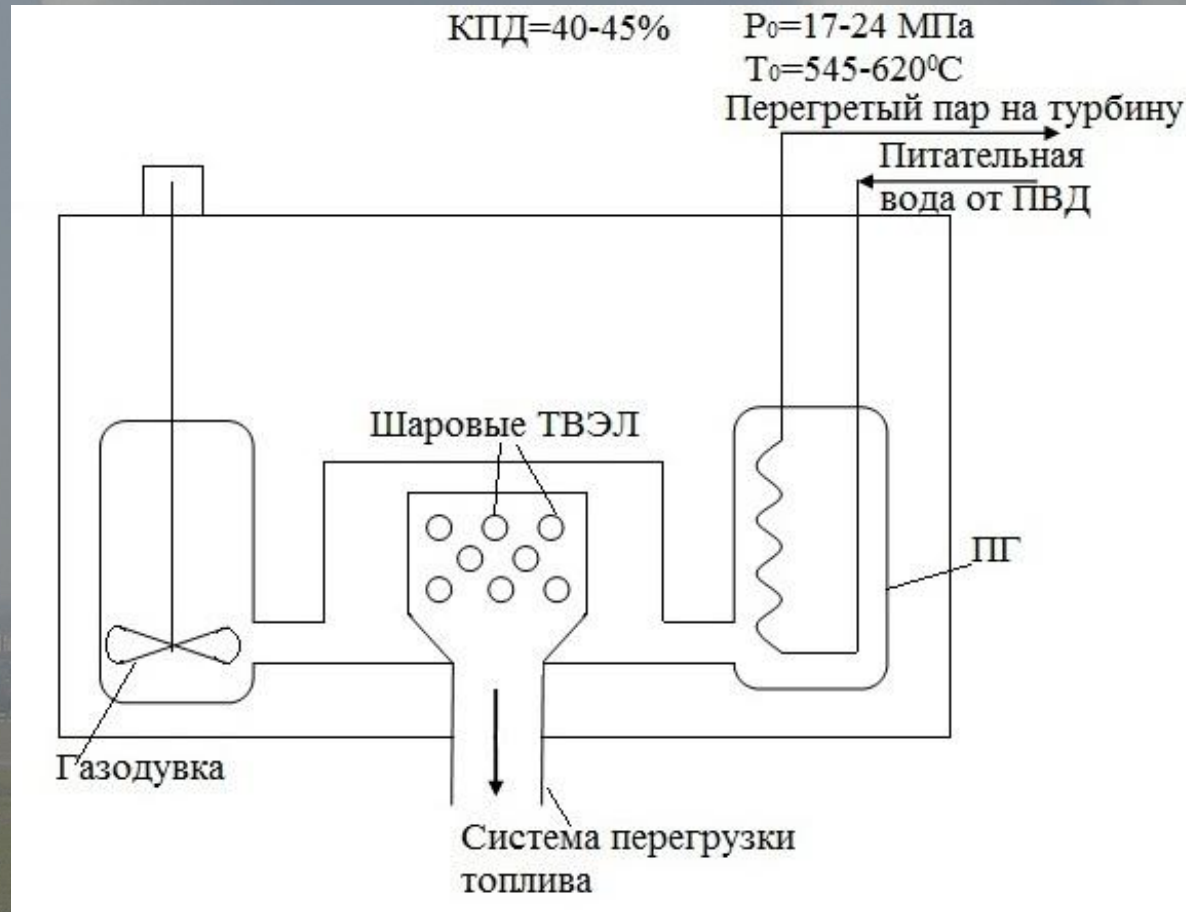 КПД=40-45%
P₀=17-24 МПа
T₀=545-620⁰С
Перегретый пар на турбину
Питательная
вода от ПВД
Шаровые ТВЭЛ
ПГ
Газодувка
Система перегрузки
топлива